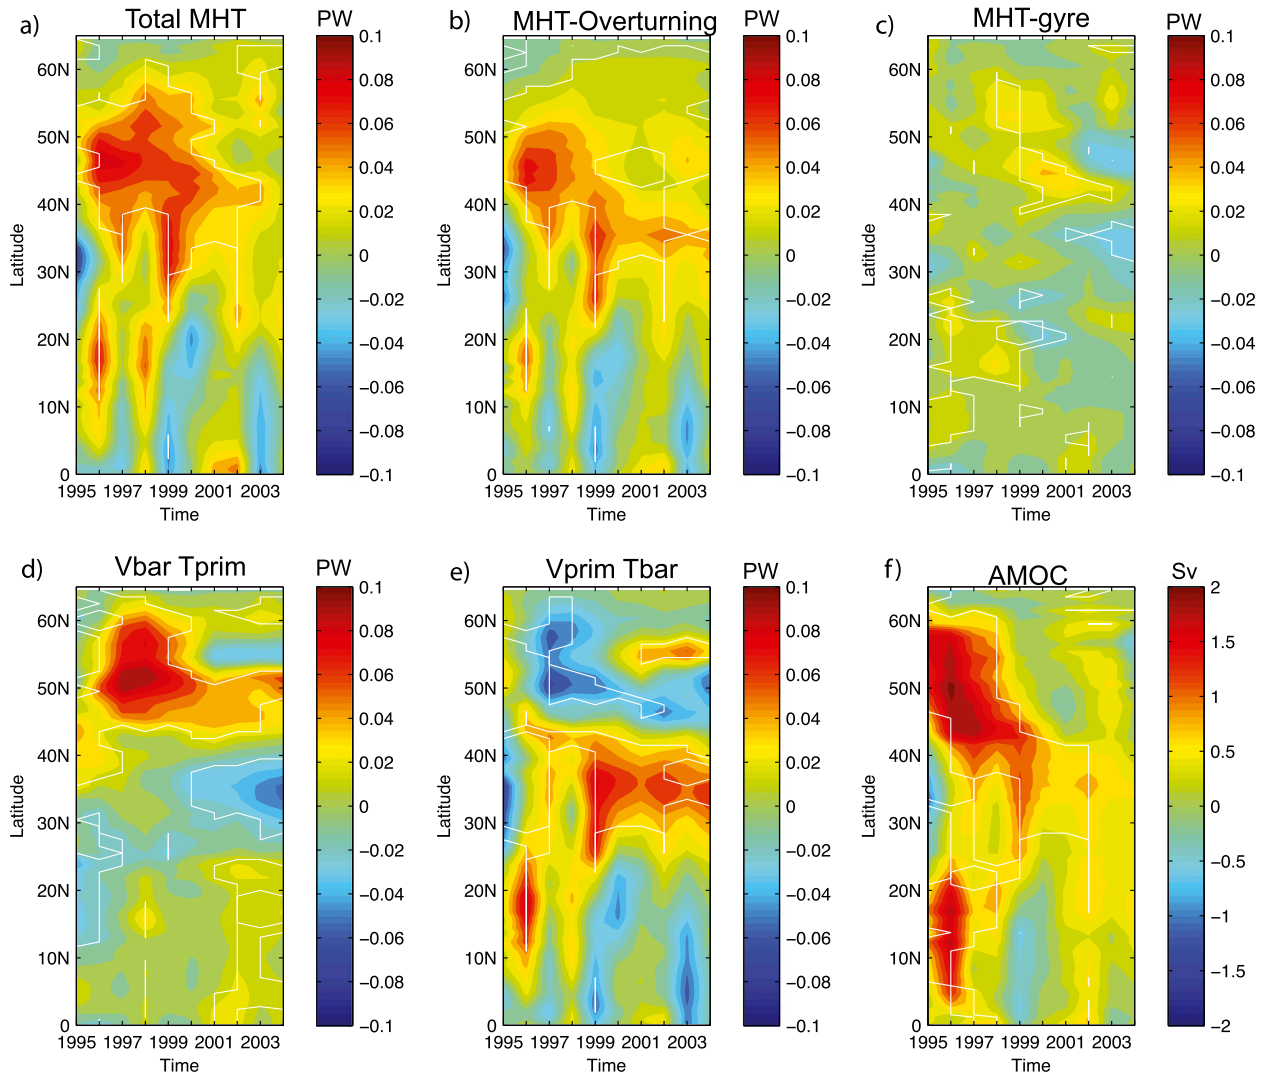 a) Total MHT PW
b) MHT-Overturning PW
c) MHT-gyre PW
60N 50N 40N 30N 20N 10N 0
Latitude
1995 1997 1999 2001 2003
Time
0.1 0.08 0.06 0.04 0.02 0 −0.02 −0.04 −0.06 −0.08 −0.1
60N 50N 40N 30N 20N 10N 0
Latitude
1995 1997 1999 2001 2003
Time
0.1 0.08 0.06 0.04 0.02 0 −0.02 −0.04 −0.06 −0.08 −0.1
60N 50N 40N 30N 20N 10N 0
Latitude
1995 1997 1999 2001 2003
Time
0.1 0.08 0.06 0.04 0.02 0 −0.02 −0.04 −0.06 −0.08 −0.1
d) Vbar Tprim PW
e) Vprim Tbar PW
f) AMOC Sv
60N 50N 40N 30N 20N 10N 0
Latitude
1995 1997 1999 2001 2003
Time
0.1 0.08 0.06 0.04 0.02 0 −0.02 −0.04 −0.06 −0.08 −0.1
60N 50N 40N 30N 20N 10N 0
Latitude
1995 1997 1999 2001 2003
Time
0.1 0.08 0.06 0.04 0.02 0 −0.02 −0.04 −0.06 −0.08 −0.1
60N 50N 40N 30N 20N 10N 0
Latitude
1995 1997 1999 2001 2003
Time
2 1.5 1 0.5 0 −0.5 −1 −1.5 −2